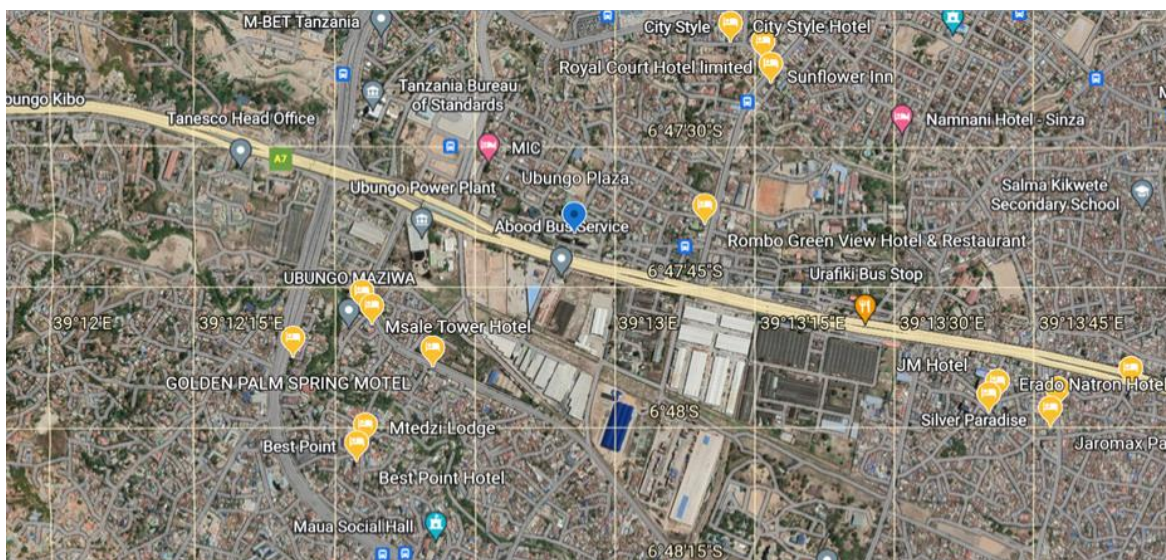 M-BET Tanzania
City Style
City Style Hotel
Royal Court Hotel limited
Sunflower Inn
Tanzania Bureau
of Standards
ubungo Kibo
Tanesco Head Office
6°47'30"S
Namnani Hotel - Sinza
A7
MIC
Ubungo Plaza
Ubungo Power Plant
Salma Kikwete
Secondary School
Abood Bus Service
Rombo Green View Hotel & Restaurant
6°47'45"S
UBUNGO MAZIWA
Urafiki Bus Stop
39°12'E
39°12'15"E
39°13'E
39°13'15"E
39°13'30"E
39°13'45"E
Msale Tower Hotel
JM Hotel
GOLDEN PALM SPRING MOTEL
Erado Natron Hotel
6°48'S
Silver Paradise
Mtedzi Lodge
Best Point
Jaromax Pa
Best Point Hotel
Maua Social Hall
6°48'15"S